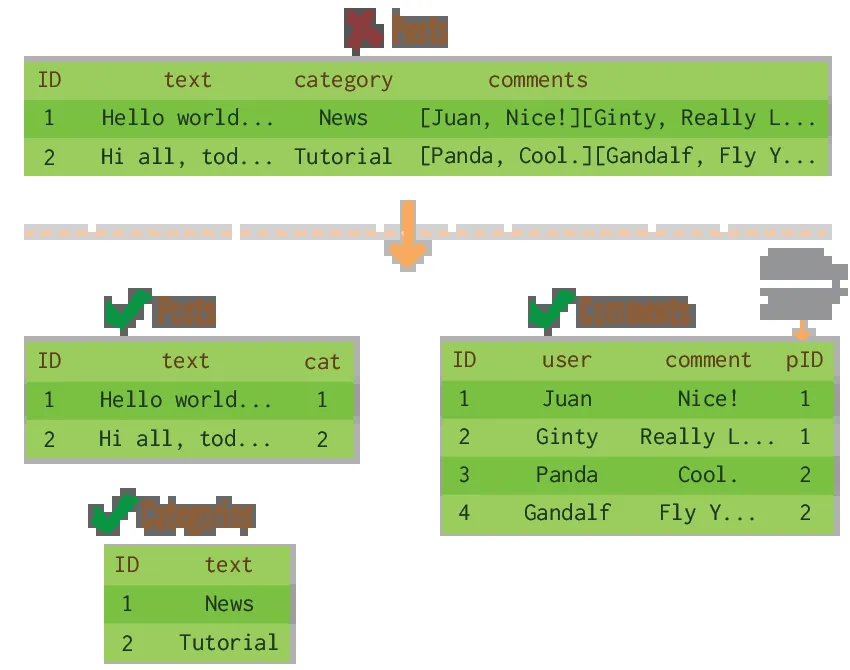 Posts
ID text category comments
1 Hello world... News [Juan, Nice!][Ginty, Really L...
2 Hi all, tod... Tutorial [Panda, Cool.][Gandalf, Fly Y...
Posts
ID text cat
1 Hello world... 1
2 Hi all, tod... 2
Comments
ID user comment pID
1 Juan Nice! 1
2 Ginty Really L... 1
3 Panda Cool. 2
4 Gandalf Fly Y... 2
Categories
ID text
1 News
2 Tutorial